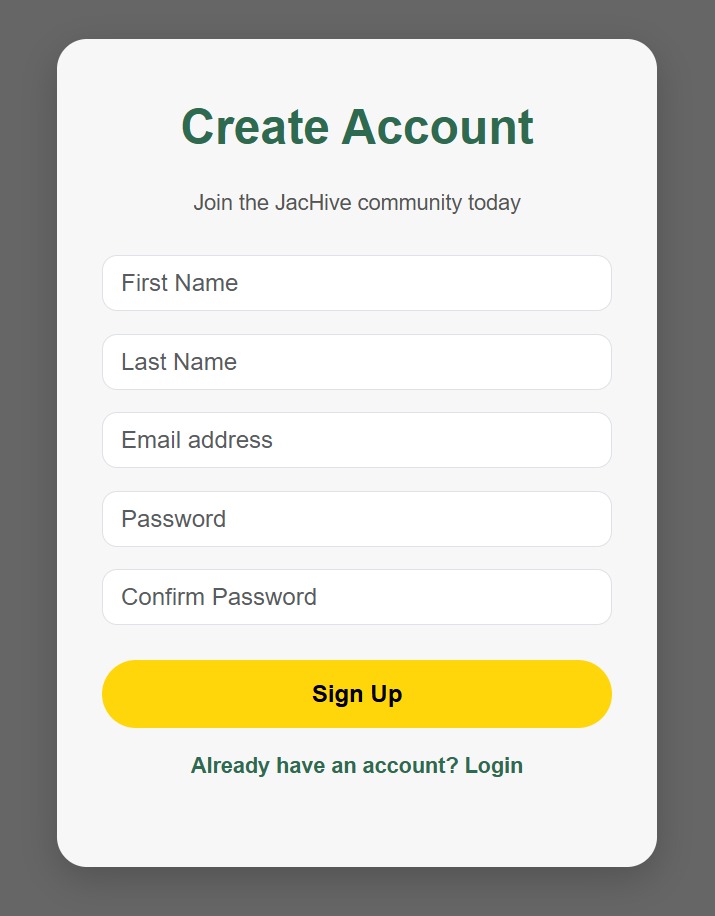 Create Account
Join the JacHive community today
First Name
Last Name
Email address
Password
Confirm Password
Sign Up
Already have an account? Login